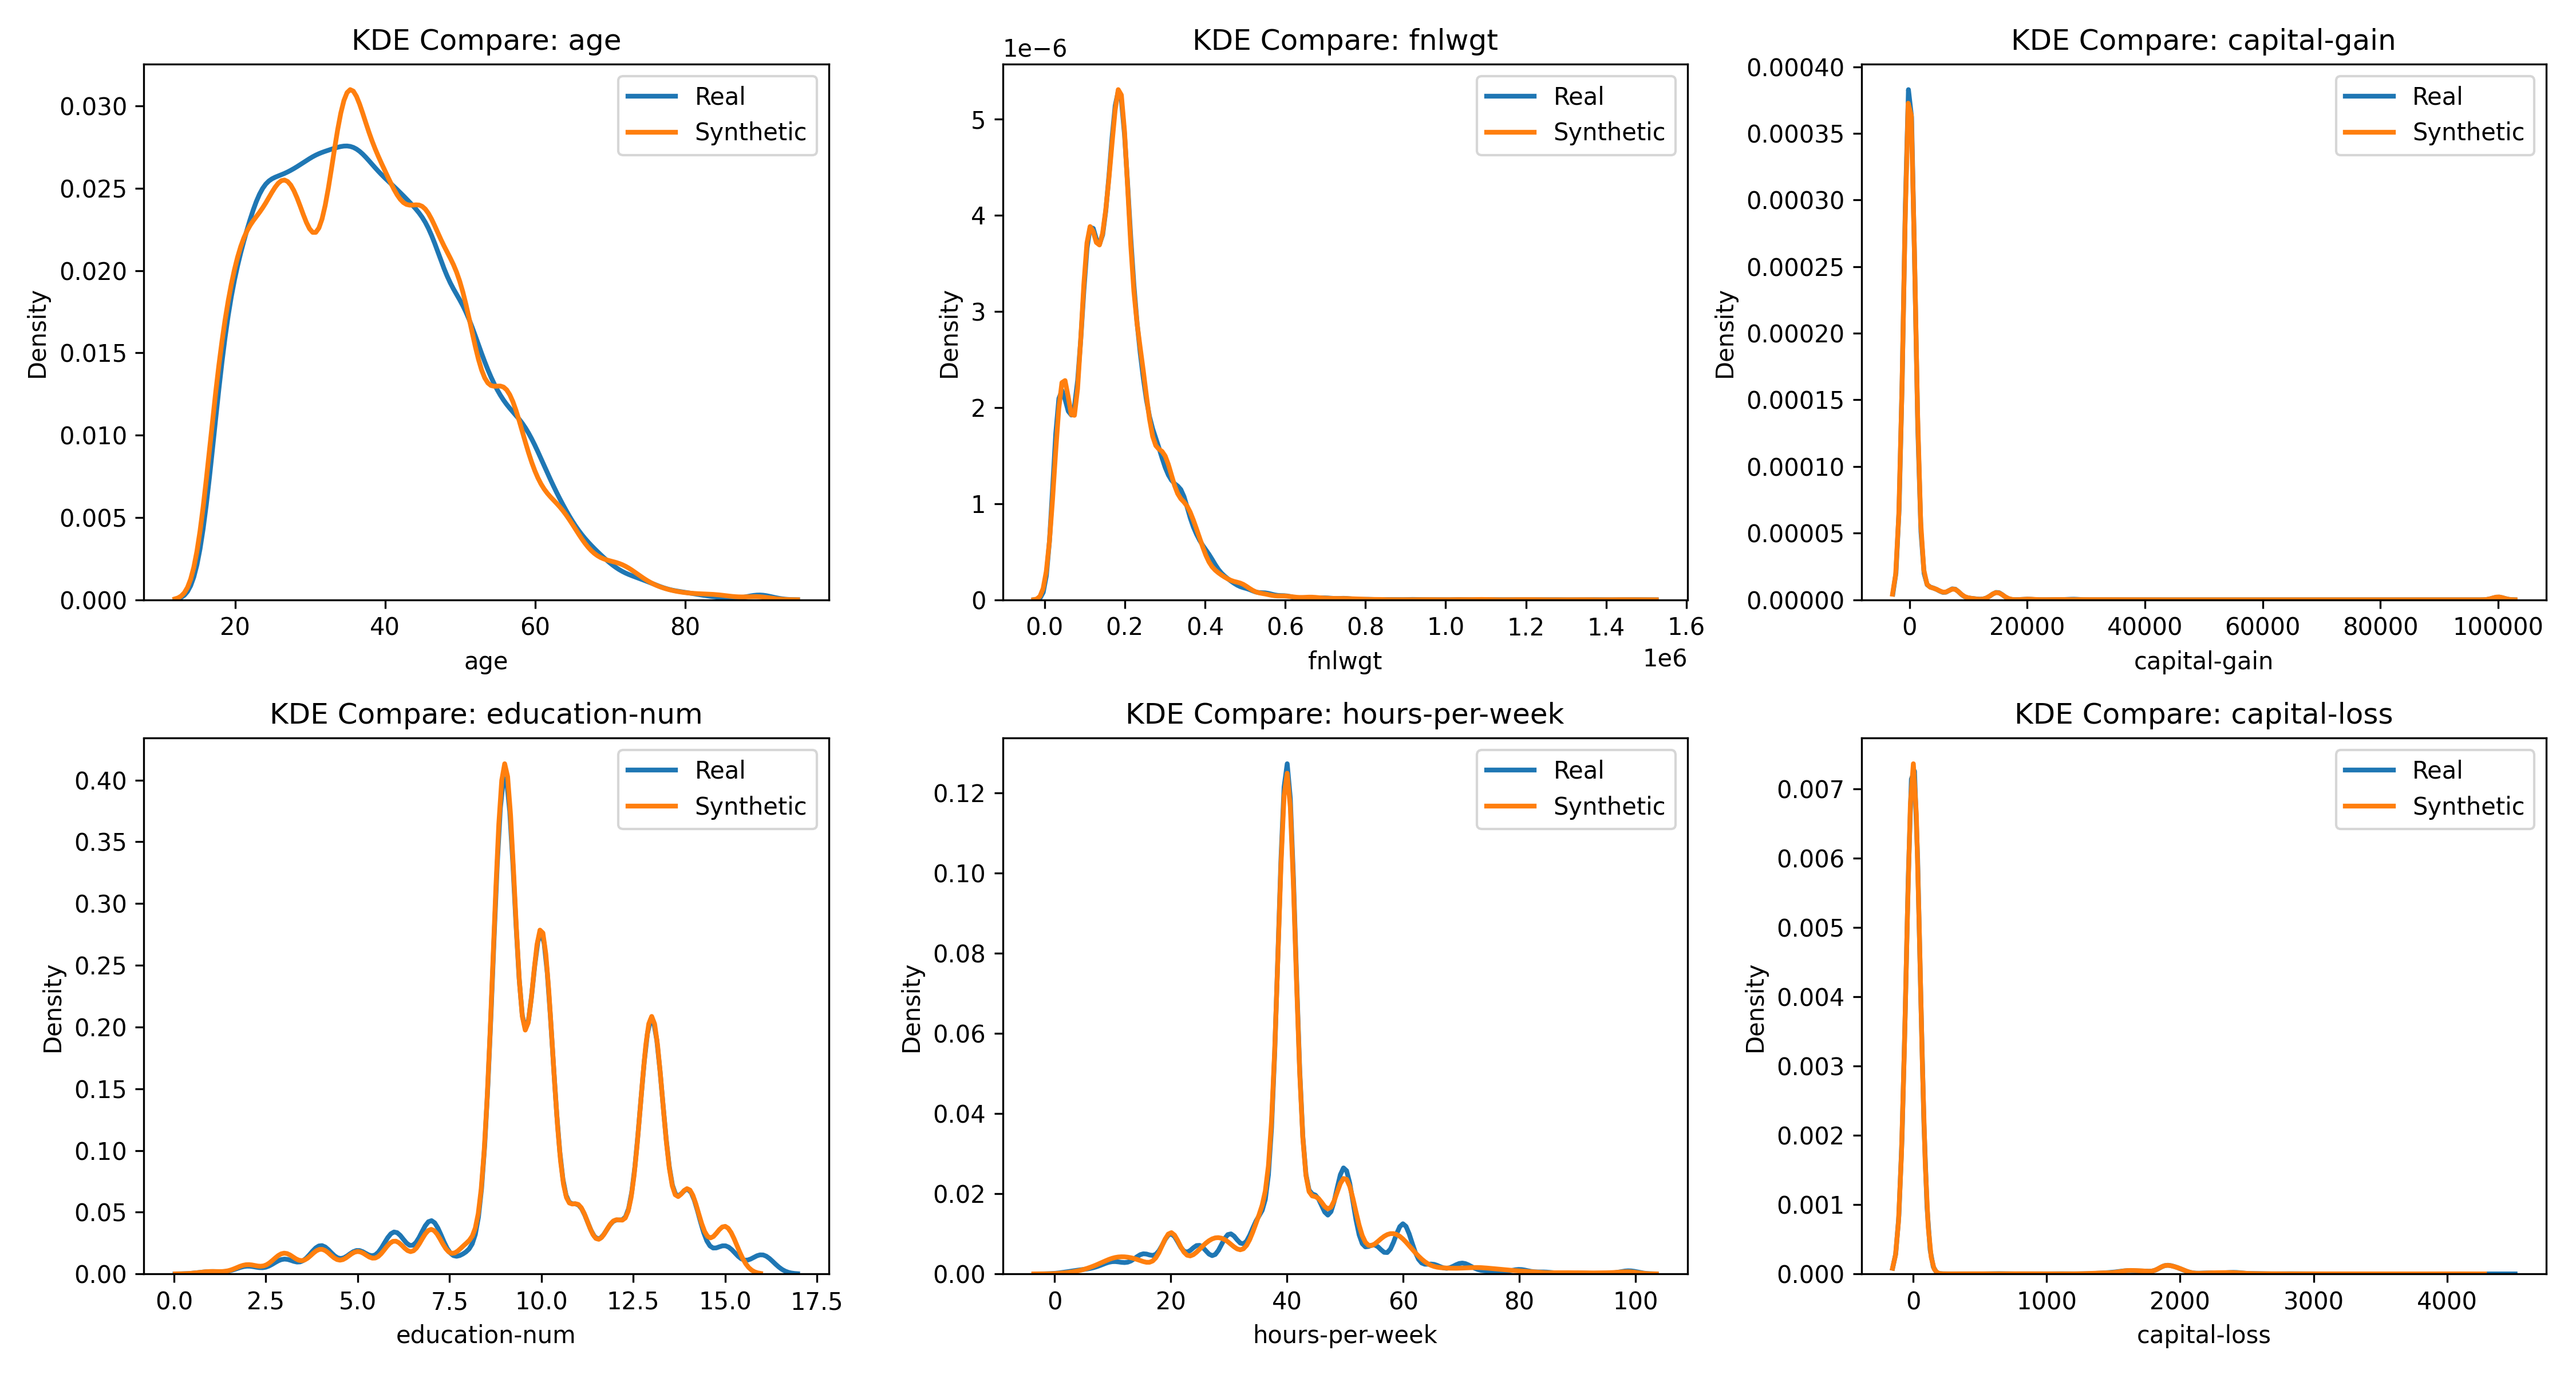 KDE Compare: age
0.030
0.025
0.020
0.015
0.010
0.005
0.000
Density
20 40 60 80
age
Real
Synthetic
KDE Compare: fnlwgt
1e−6
5
4
3
2
1
0
Density
0.0 0.2 0.4 0.6 0.8 1.0 1.2 1.4 1.6
1e6
fnlwgt
Real
Synthetic
KDE Compare: capital-gain
0.00040
0.00035
0.00030
0.00025
0.00020
0.00015
0.00010
0.00005
0.00000
Density
0 20000 40000 60000 80000 100000
capital-gain
Real
Synthetic
KDE Compare: education-num
0.40
0.35
0.30
0.25
0.20
0.15
0.10
0.05
0.00
Density
0.0 2.5 5.0 7.5 10.0 12.5 15.0 17.5
education-num
Real
Synthetic
KDE Compare: hours-per-week
0.12
0.10
0.08
0.06
0.04
0.02
0.00
Density
0 20 40 60 80 100
hours-per-week
Real
Synthetic
KDE Compare: capital-loss
0.007
0.006
0.005
0.004
0.003
0.002
0.001
0.000
Density
0 1000 2000 3000 4000
capital-loss
Real
Synthetic